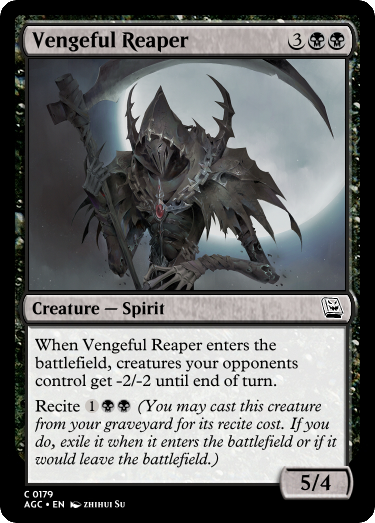 Vengeful Reaper 3
Creature — Spirit
When Vengeful Reaper enters the
battlefield, creatures your opponents
control get -2/-2 until end of turn.
Recite 1 (You may cast this creature
from your graveyard for its recite cost. If you
do, exile it when it enters the battlefield or if it
would leave the battlefield.)
5/4
C 0179
AGC • EN ZHIHUI SU